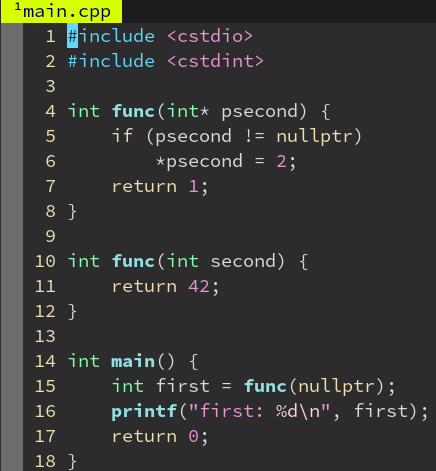 ¹main.cpp
1 #include <cstdio>
2 #include <cstdint>
3
4 int func(int* psecond) {
5     if (psecond != nullptr)
6         *psecond = 2;
7     return 1;
8 }
9
10 int func(int second) {
11     return 42;
12 }
13
14 int main() {
15     int first = func(nullptr);
16     printf("first: %d\n", first);
17     return 0;
18 }